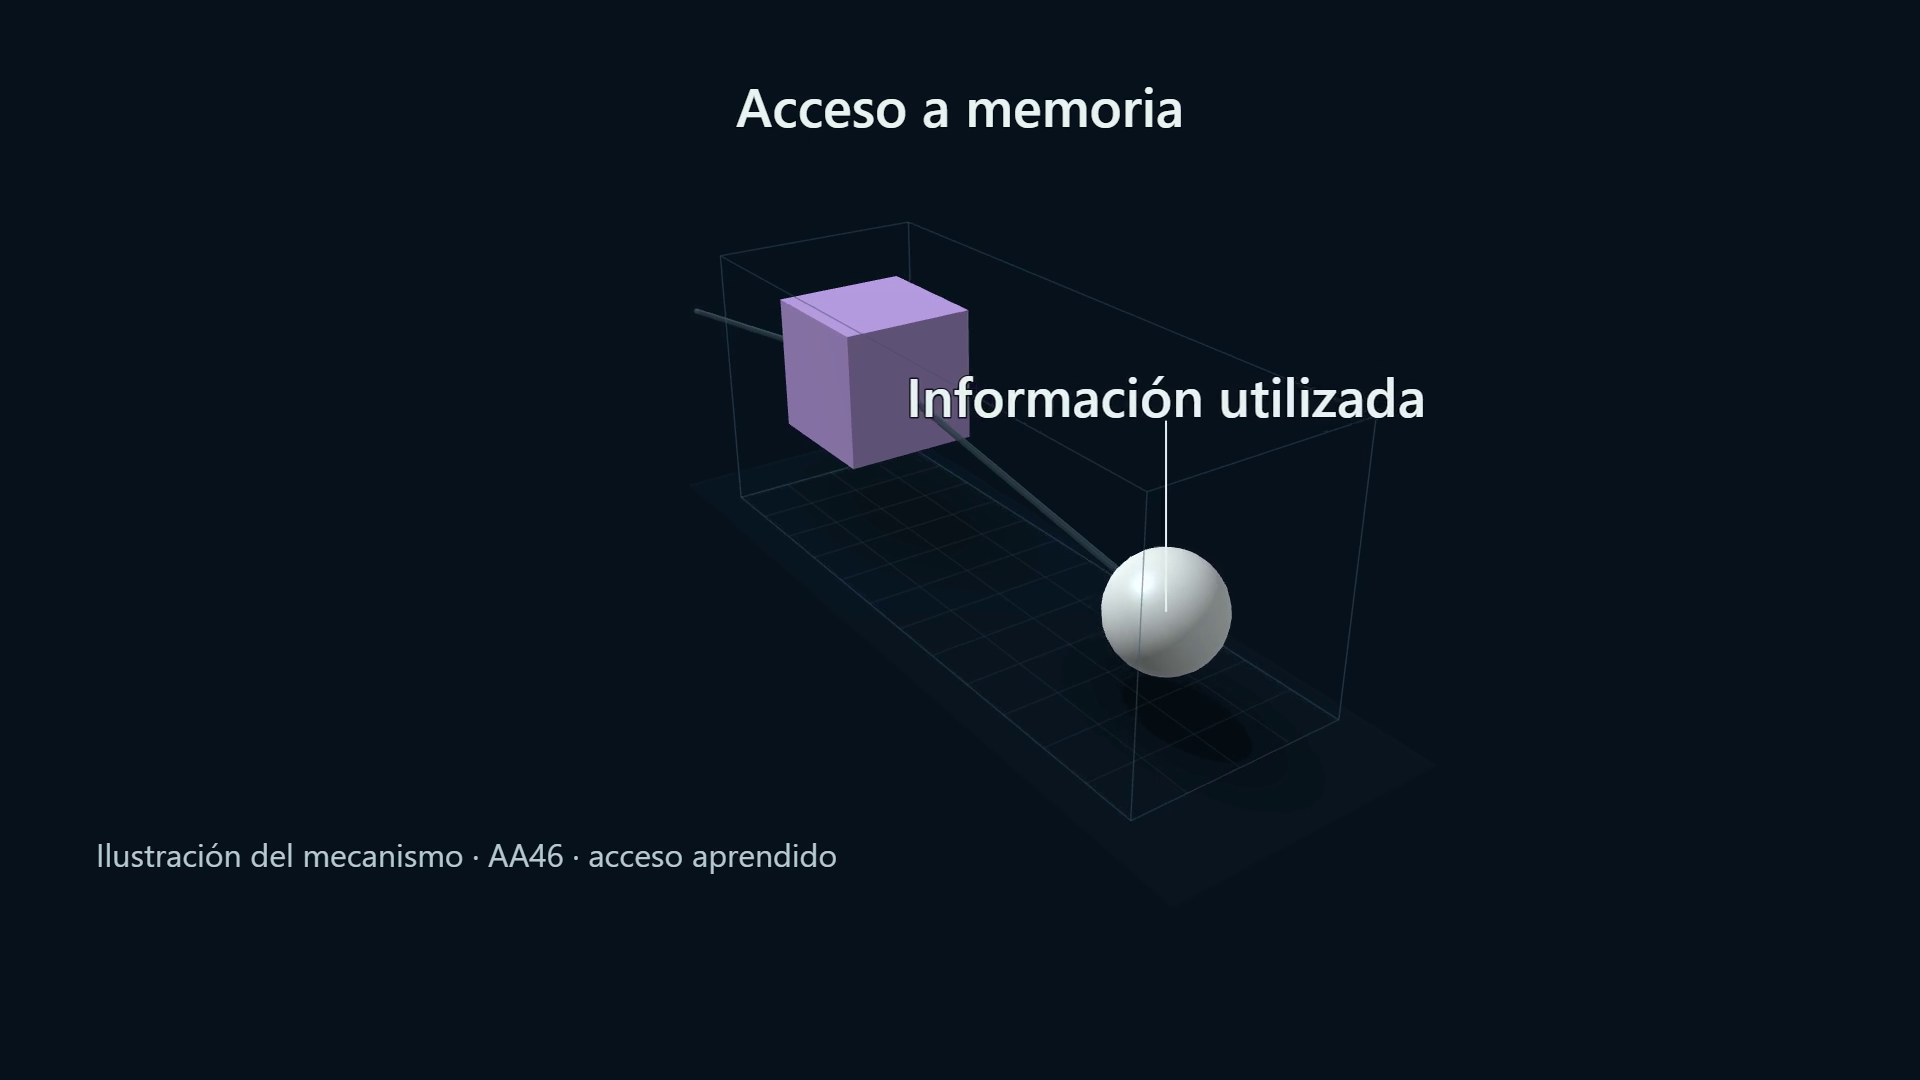 Acceso a memoria
Información utilizada
Ilustración del mecanismo · AA46 · acceso aprendido